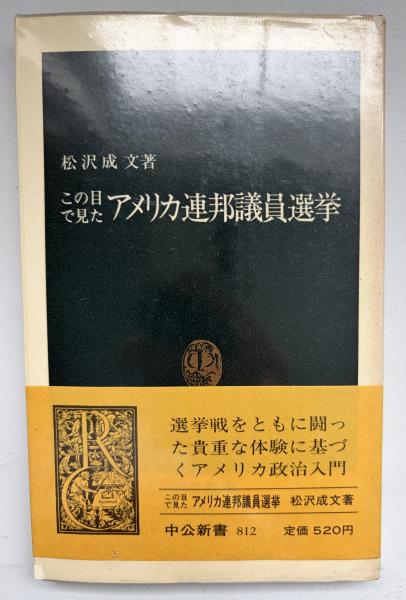 松沢成文著
この目で見た アメリカ連邦議員選挙
選挙戦をともに闘っ
た貴重な体験に基づ
くアメリカ政治入門
この目で見た アメリカ連邦議員選挙 松沢成文著
中公新書 812 定価 520円
R
C